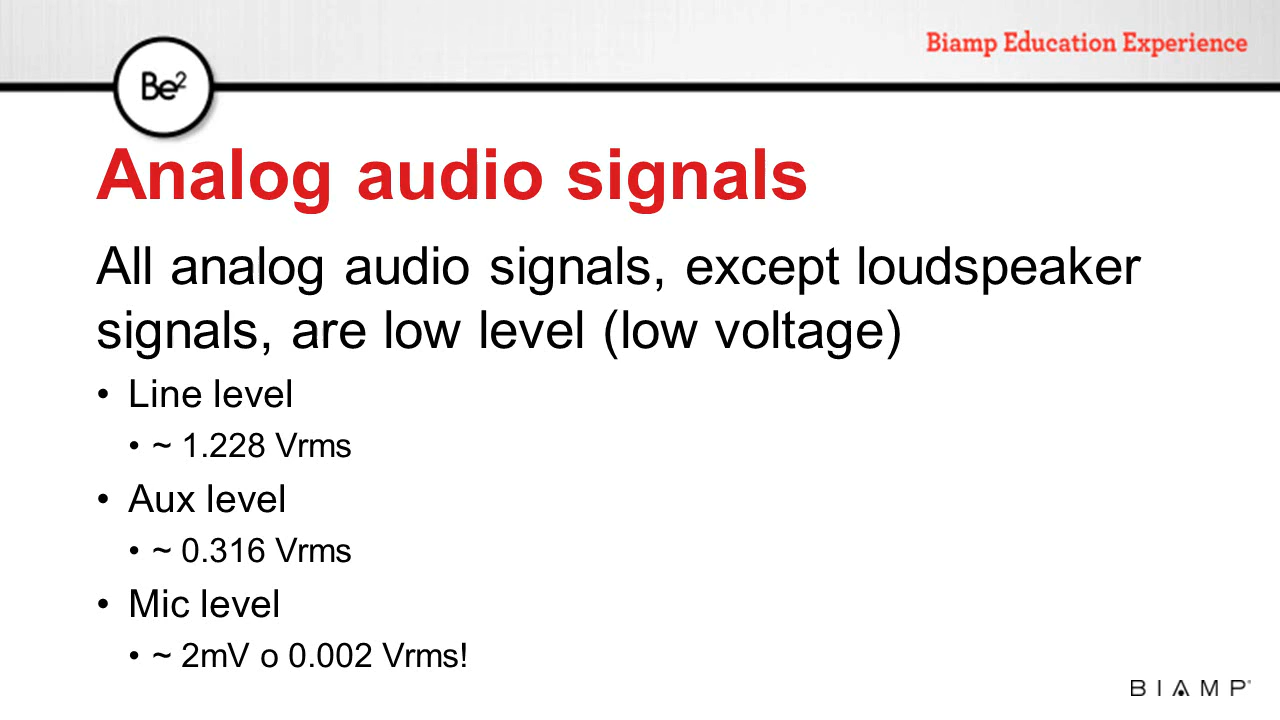 Biamp Education Experience
Be²
Analog audio signals
All analog audio signals, except loudspeaker
signals, are low level (low voltage)
• Line level
• ~ 1.228 Vrms
• Aux level
• ~ 0.316 Vrms
• Mic level
• ~ 2mV o 0.002 Vrms!
BIAMP